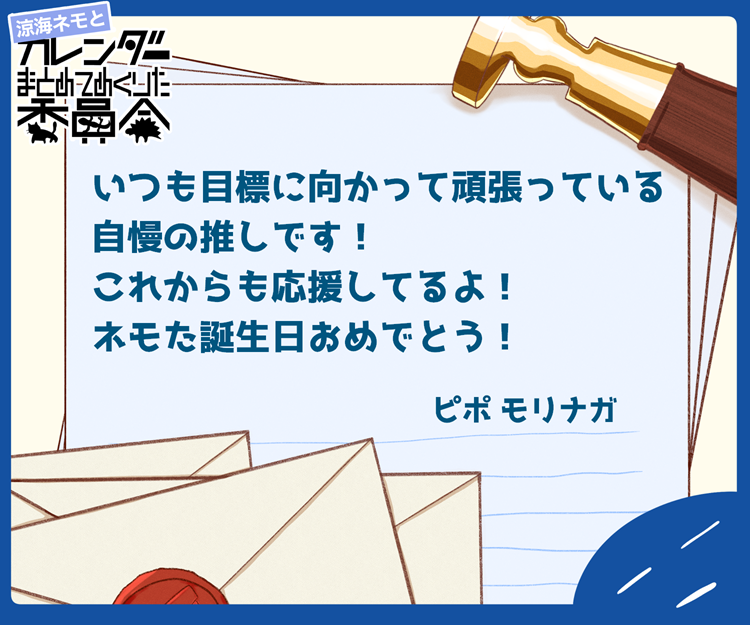 涼海ネモと
カレンダー
まとめてめくりた
委員会
いつも目標に向かって頑張っている
自慢の推しです！
これからも応援してるよ！
ネモた誕生日おめでとう！
ピポ モリナガ